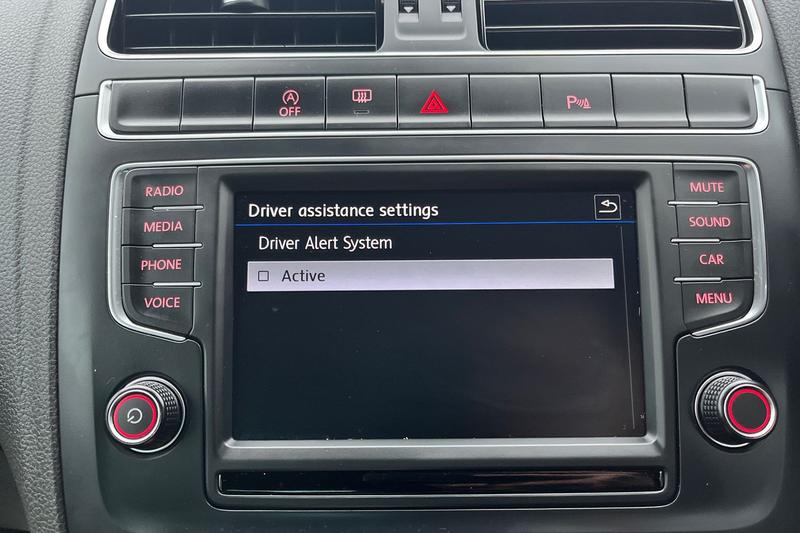 A
OFF
P
RADIO
MEDIA
PHONE
VOICE
Driver assistance settings
Driver Alert System
Active
MUTE
SOUND
CAR
MENU